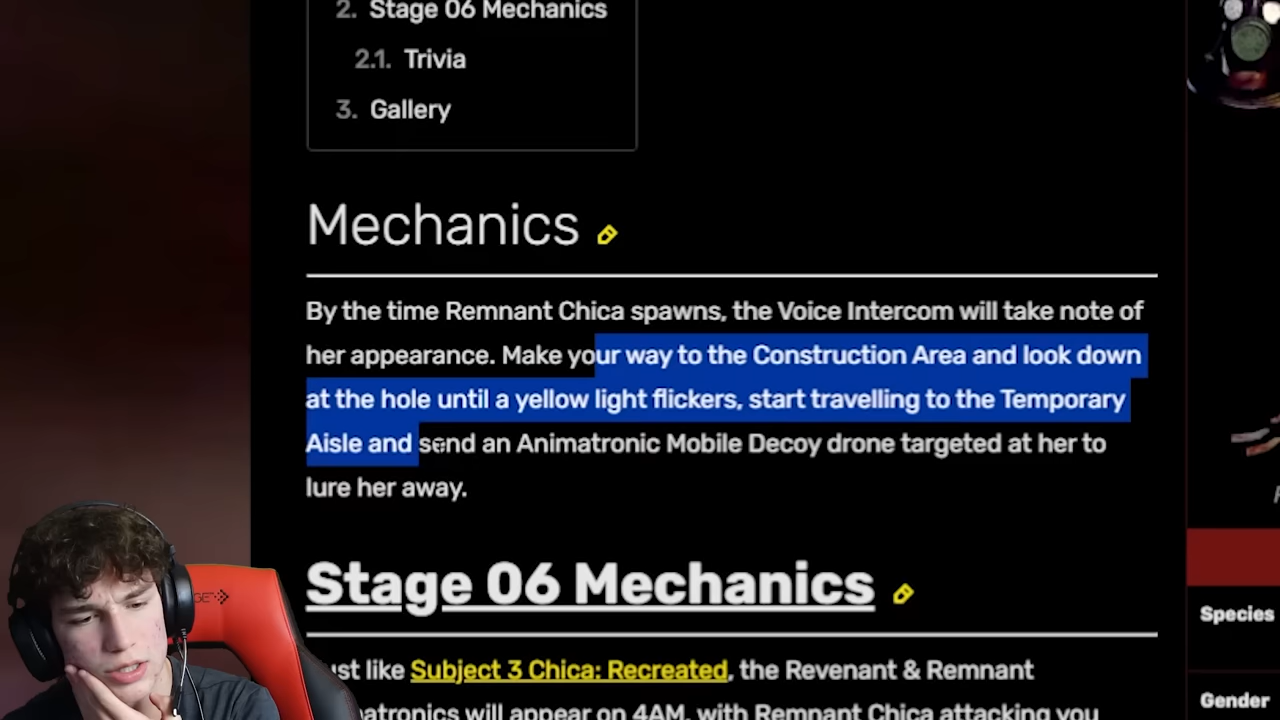 2. Stage 06 Mechanics
2.1. Trivia
3. Gallery
Mechanics
By the time Remnant Chica spawns, the Voice Intercom will take note of
her appearance. Make your way to the Construction Area and look down
at the hole until a yellow light flickers, start travelling to the Temporary
Aisle and send an Animatronic Mobile Decoy drone targeted at her to
lure her away.
Stage 06 Mechanics
like Subject 3 Chica: Recreated, the Revenant & Remnant
will appear on 4AM, with Remnant Chica attacking you
Species
Gender